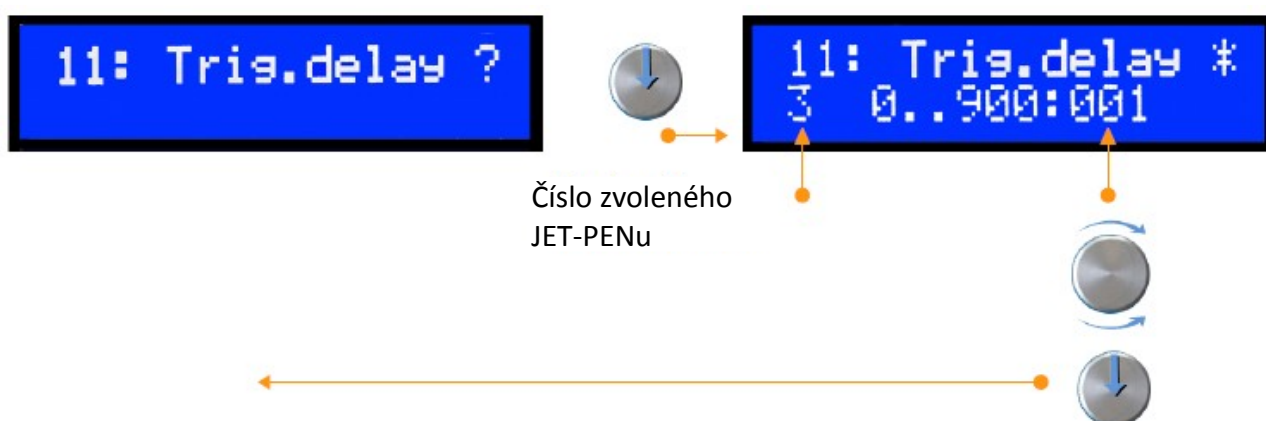 11: Trig.delay ?
11: Trig.delay *
3 0..900:001
Číslo zvoleného
JET-PENu